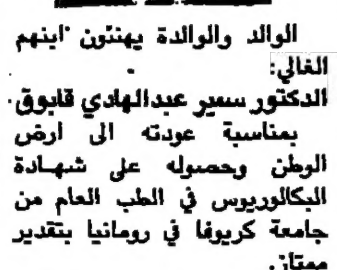 الوالد والوالدة يهنئون ابنهم
الغالي:
الدكتور سمير عبدالهادي قابوق
بمناسبة عودته الى ارض
الوطن وحصوله على شهادة
البكالوريوس في الطب العام من
جامعة كريوفا في رومانيا بتقدير
ممتاز.